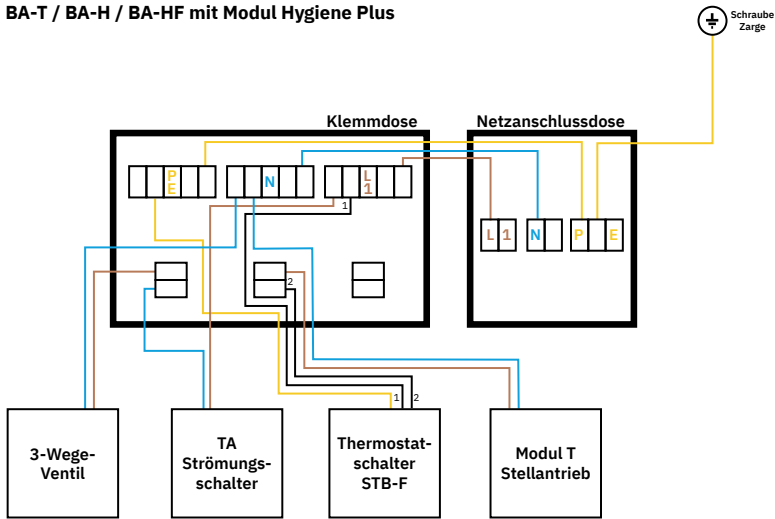 BA-T / BA-H / BA-HF mit Modul Hygiene Plus
Schraube
Zarge
Klemmdose
Netzanschlussdose
P
E
N
L
1
1
L 1
N
P E
2
1
2
3-Wege-
Ventil
TA
Strömungs-
schalter
Thermostat-
schalter
STB-F
Modul T
Stellantrieb